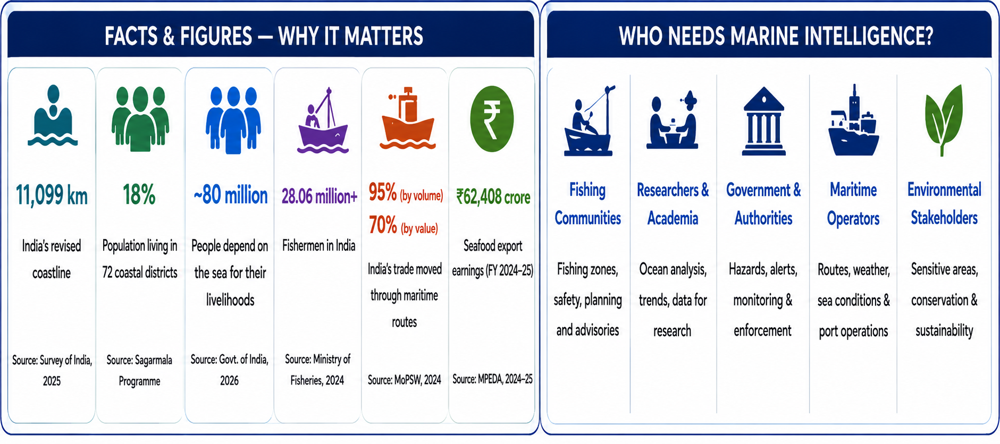 FACTS & FIGURES — WHY IT MATTERS
11,099 km
India's revised
coastline
Source: Survey of India,
2025
18%
Population living in
72 coastal districts
Source: Sagarmala
Programme
~80 million
People depend on
the sea for their
livelihoods
Source: Govt. of India,
2026
28.06 million+
Fishermen in India
Source: Ministry of
Fisheries, 2024
95% (by volume)
70% (by value)
India's trade moved
through maritime
routes
Source: MoPSW, 2024
₹
₹62,408 crore
Seafood export
earnings (FY 2024–25)
Source: MPEDA, 2024–25
WHO NEEDS MARINE INTELLIGENCE?
Fishing
Communities
Fishing zones,
safety, planning
and advisories
Researchers &
Academia
Ocean analysis,
trends, data for
research
Government &
Authorities
Hazards, alerts,
monitoring &
enforcement
Maritime
Operators
Routes, weather,
sea conditions &
port operations
Environmental
Stakeholders
Sensitive areas,
conservation &
sustainability